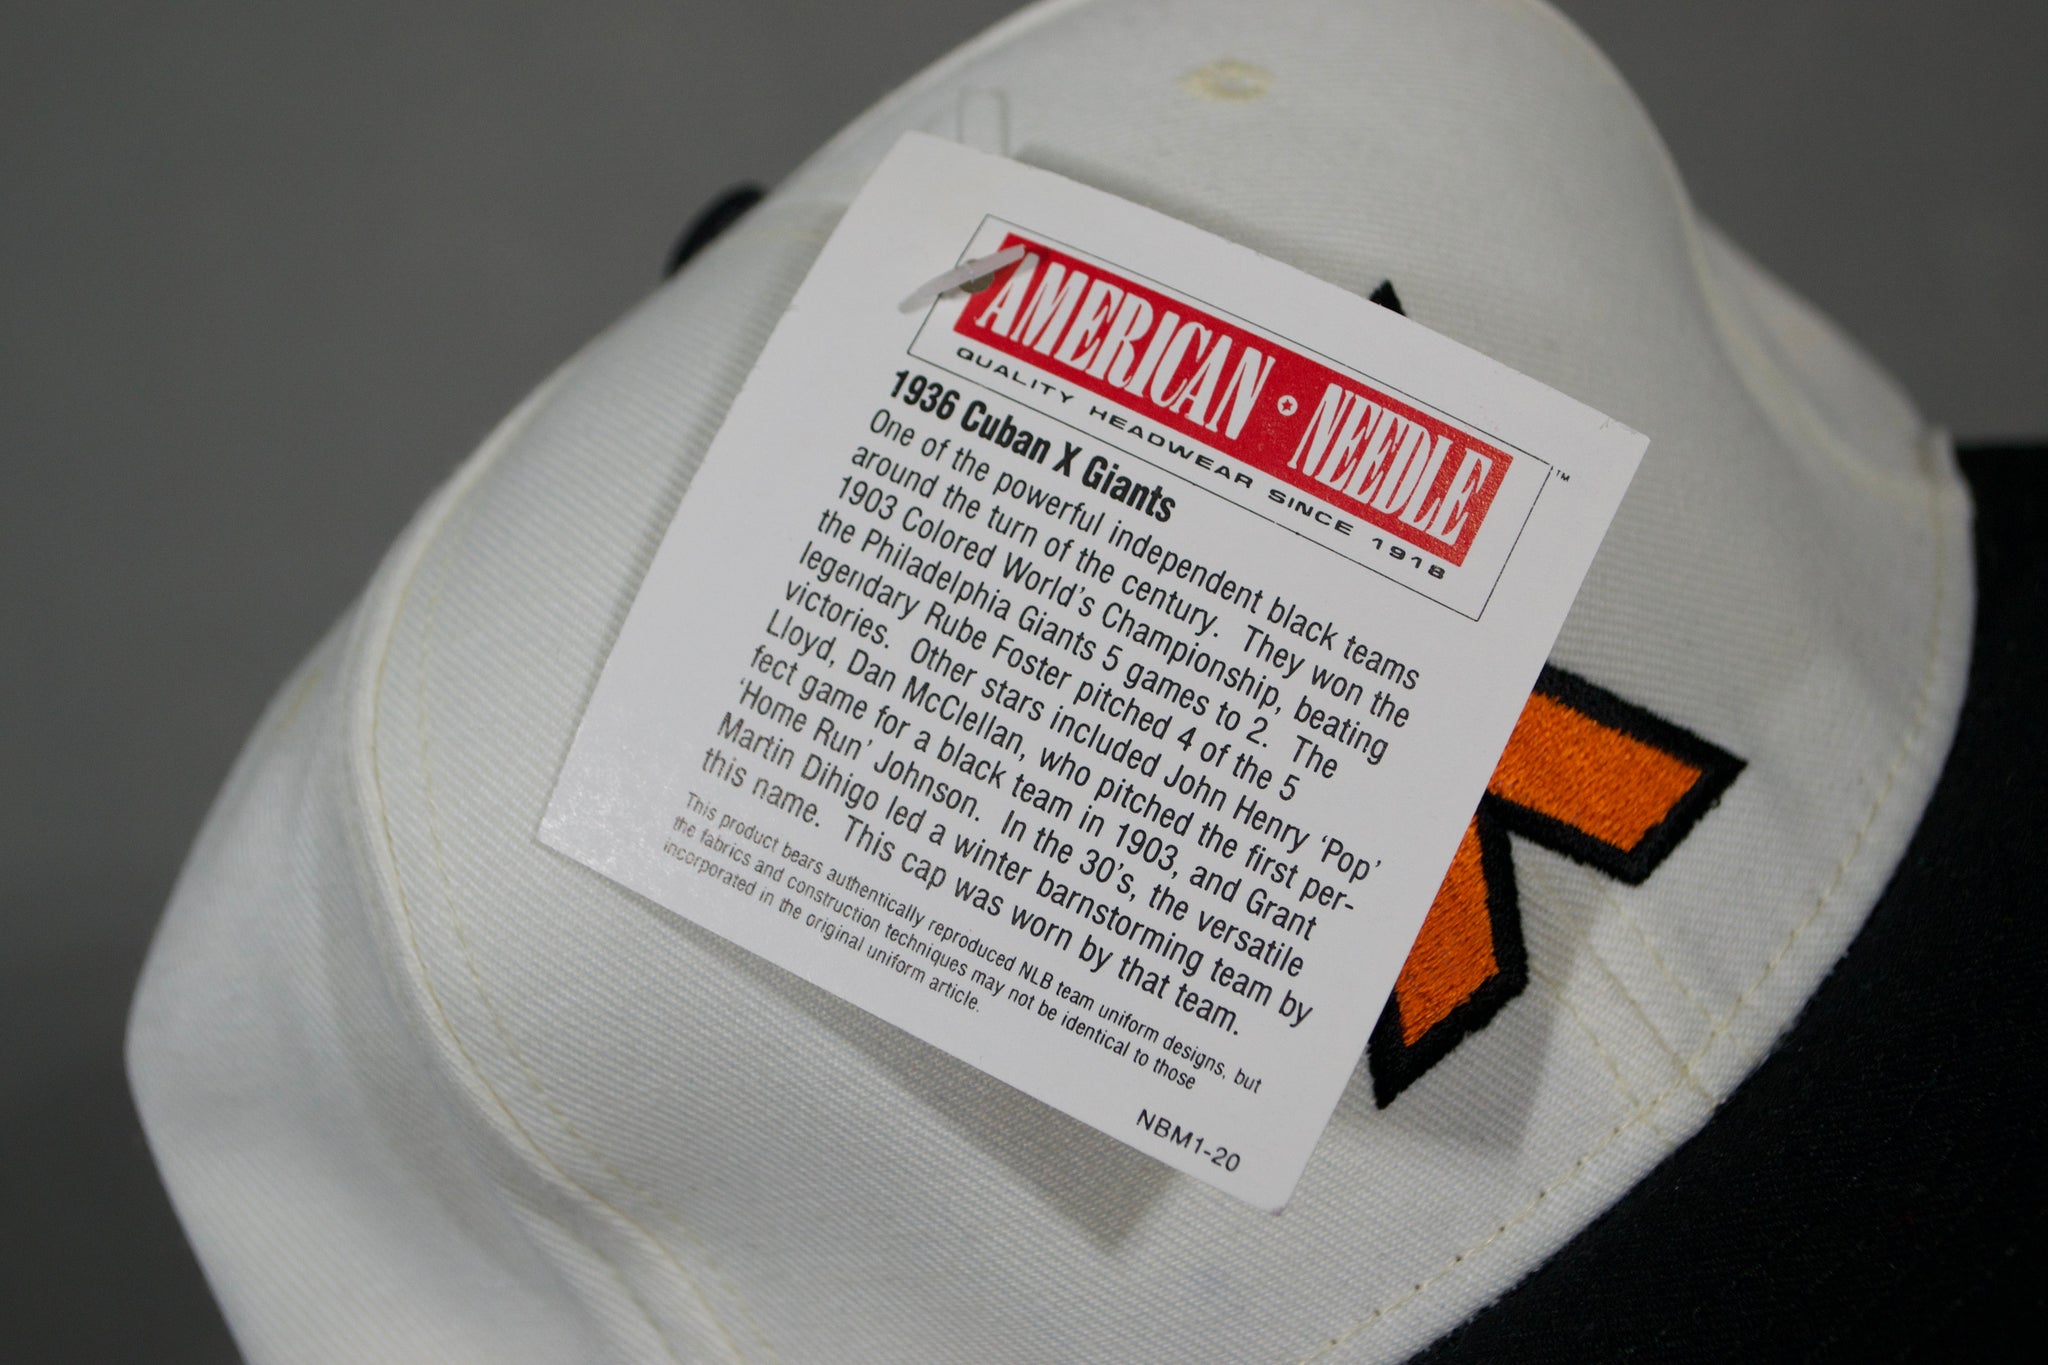 AMERICAN NEEDLE
™
QUALITY HEADWEAR SINCE 1918
1936 Cuban X Giants
One of the powerful independent black teams
around the turn of the century. They won the
1903 Colored World's Championship, beating
the Philadelphia Giants 5 games to 2. The
legendary Rube Foster pitched 4 of the 5
victories. Other stars included John Henry 'Pop'
Lloyd, Dan McClellan, who pitched the first per-
fect game for a black team in 1903, and Grant
'Home Run' Johnson. In the 30's, the versatile
Martin Dihigo led a winter barnstorming team by
this name. This cap was worn by that team.
This product bears authentically reproduced NLB team uniform designs, but
the fabrics and construction techniques may not be identical to those
incorporated in the original uniform article.
NBM1-20